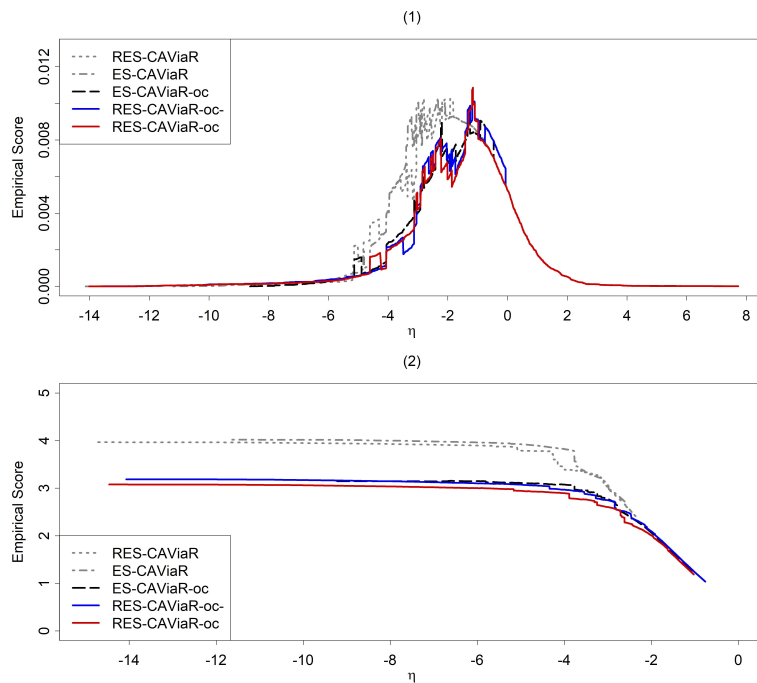 (1)
Empirical Score
0.000 0.004 0.008 0.012
RES-CAViaR
ES-CAViaR
ES-CAViaR-oc
RES-CAViaR-oc-
RES-CAViaR-oc
-14 -12 -10 -8 -6 -4 -2 0 2 4 6 8
η
(2)
Empirical Score
0 1 2 3 4 5
RES-CAViaR
ES-CAViaR
ES-CAViaR-oc
RES-CAViaR-oc-
RES-CAViaR-oc
-14 -12 -10 -8 -6 -4 -2 0
η